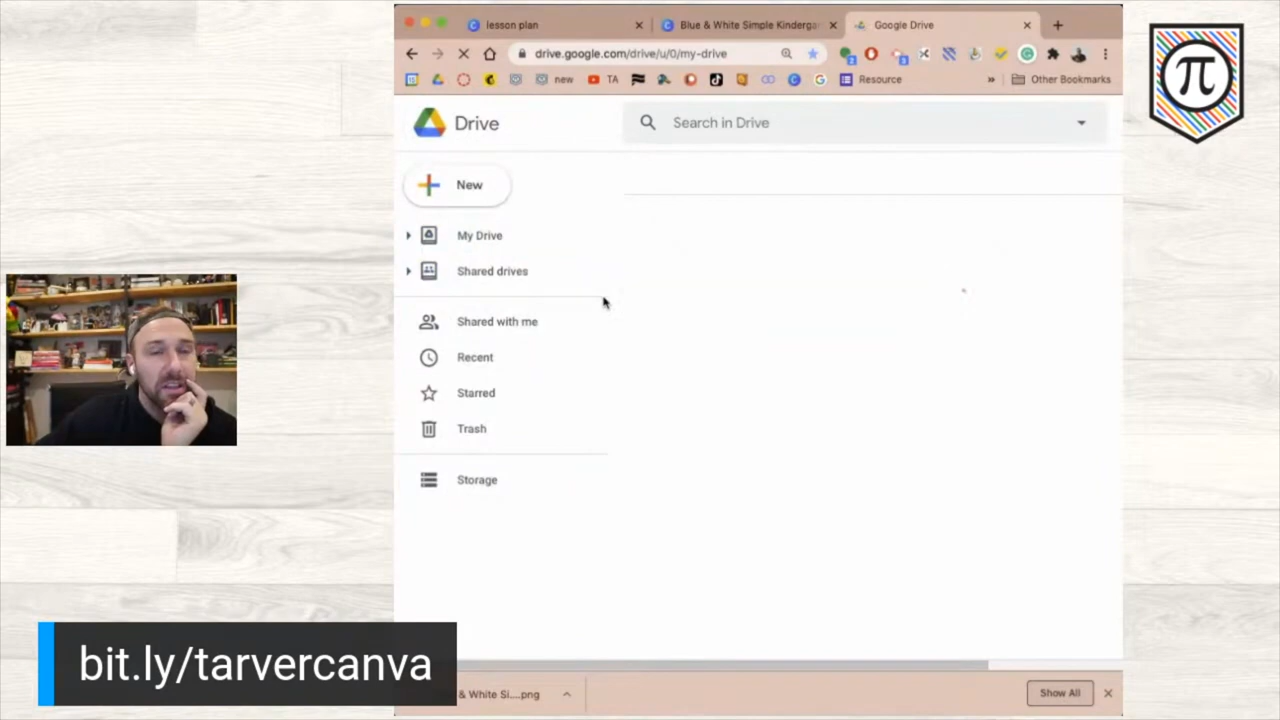 lesson plan
Blue & White Simple Kinderga
Google Drive
drive.google.com/drive/u/0/my-drive
new
TA
Resource
»
Other Bookmarks
Drive
Search in Drive
New
My Drive
Shared drives
Shared with me
Recent
Starred
Trash
Storage
bit.ly/tarvercanva
& White Si....png
Show All
π